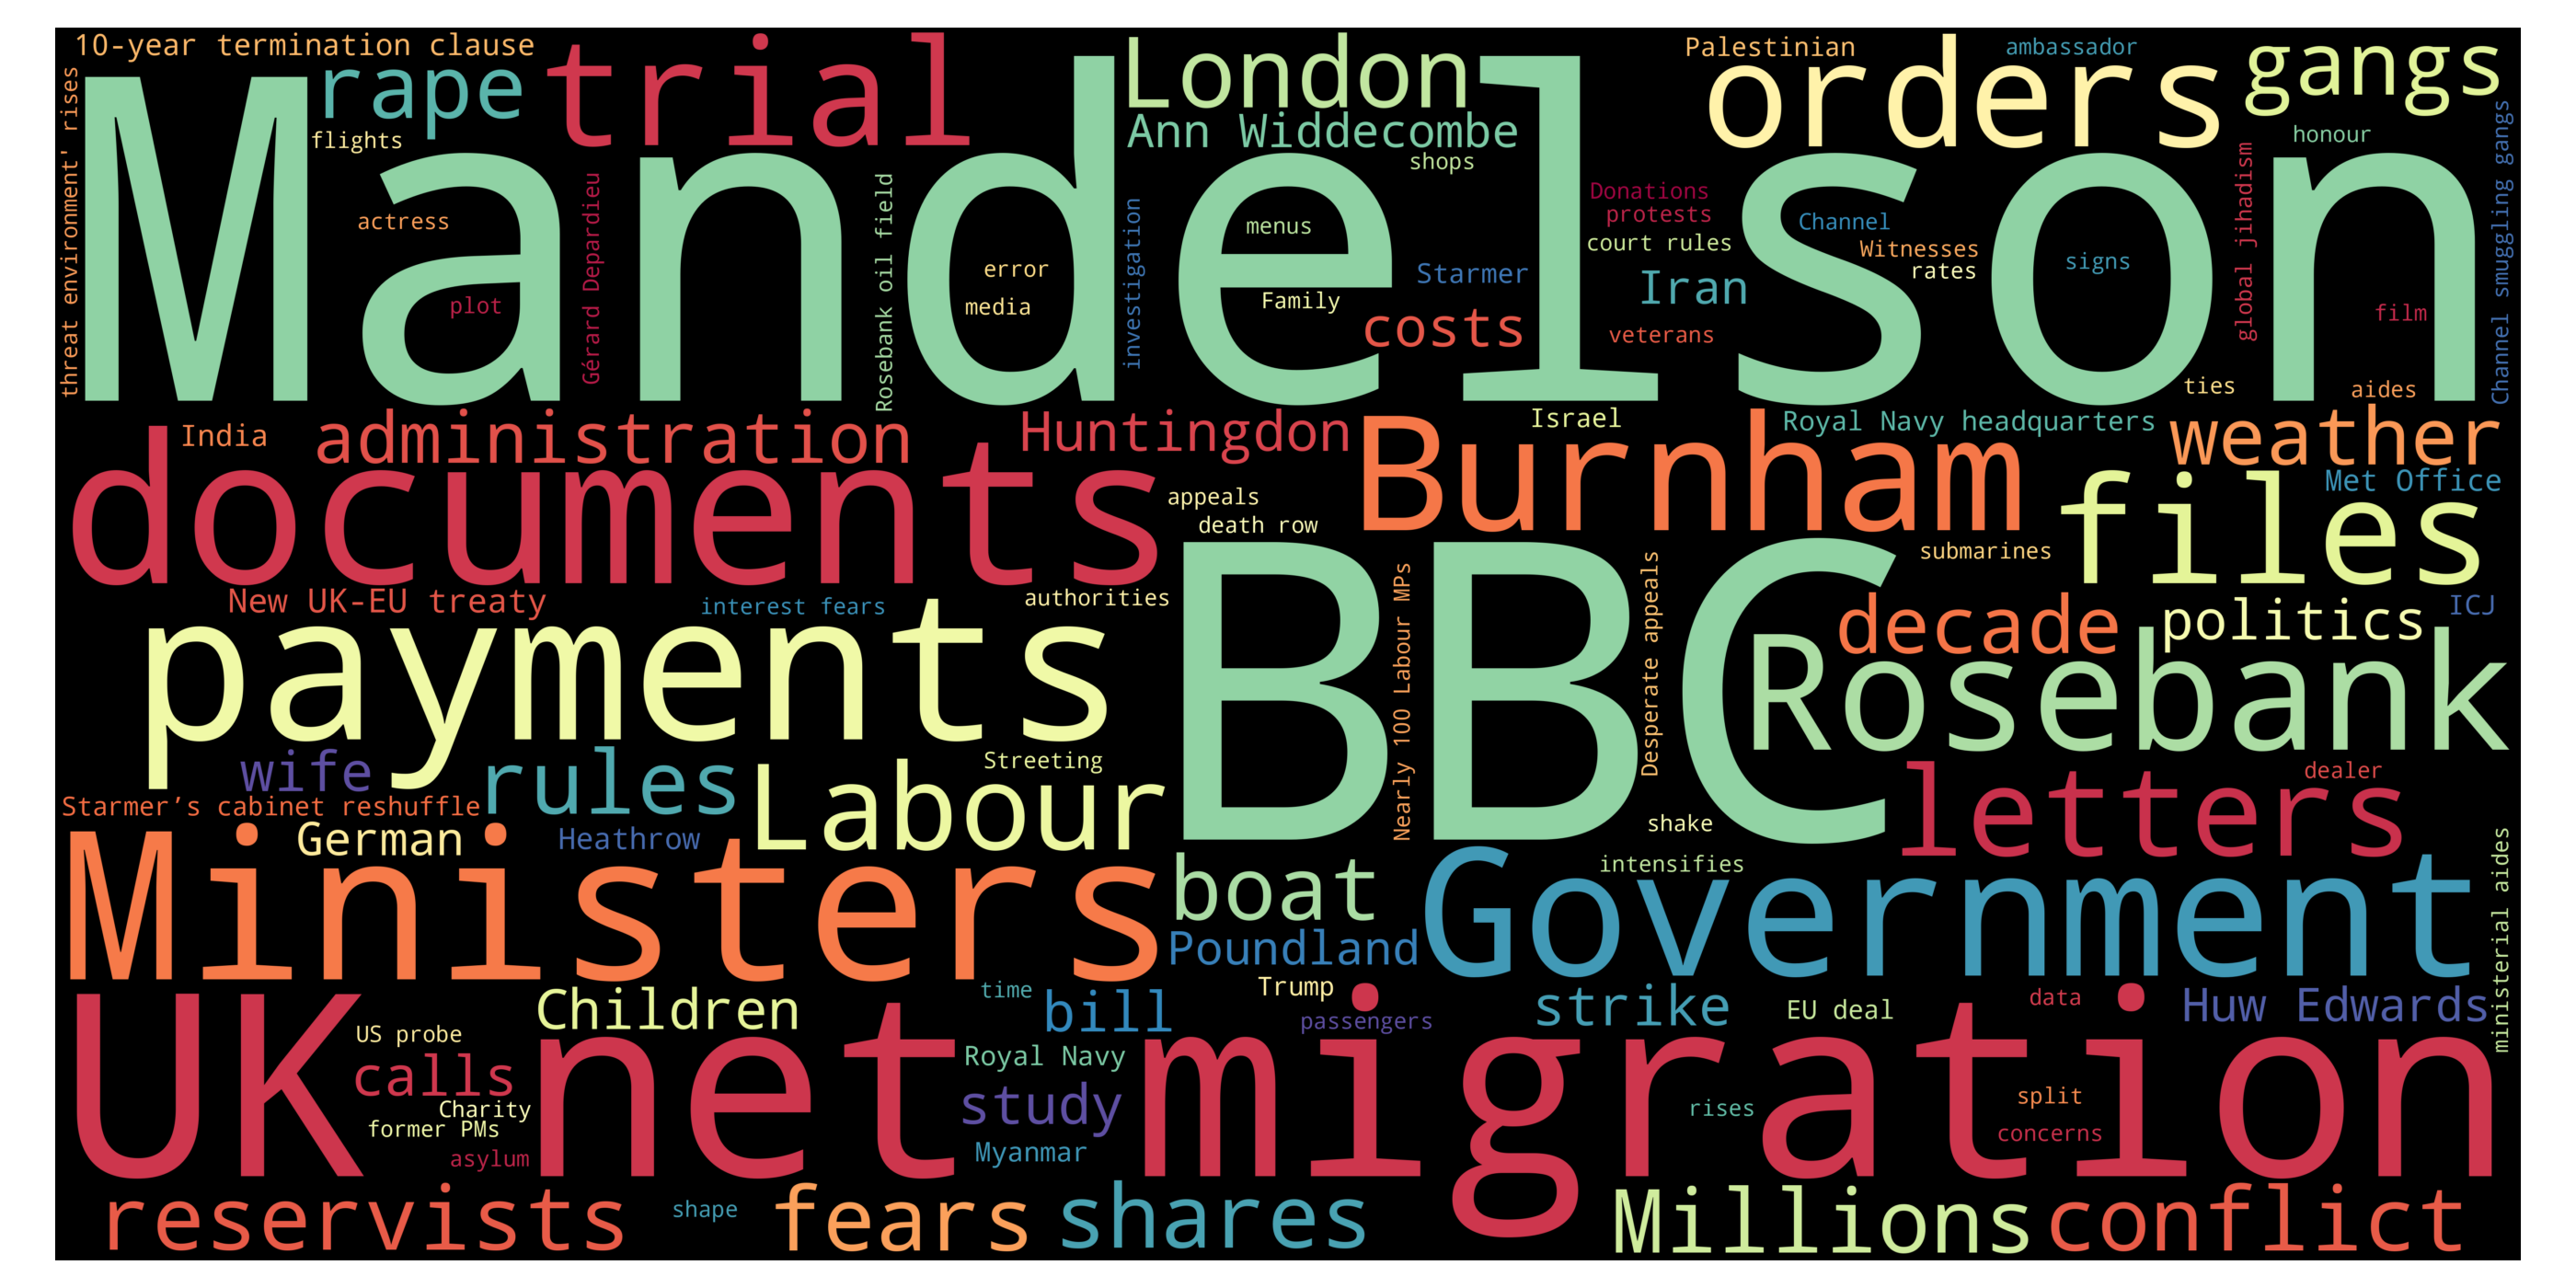 10-year termination clause
rape
trial
London
Ann Widdecombe
Palestinian
ambassador
orders
gangs
threat environment' rises
flights
shops
honour
Channel smuggling gangs
Mandelson
actress
Gérard Depardieu
Rosebank oil field
investigation
menus
Donations
protests
court rules
Channel
Witnesses
rates
signs
global jihadism
error
media
plot
Family
Starmer
Iran
costs
veterans
film
ties
aides
India
administration
Huntingdon
Israel
Royal Navy headquarters
weather
documents
Burnham
Met Office
appeals
death row
files
submarines
New UK-EU treaty
interest fears
authorities
Nearly 100 Labour MPs
Desperate appeals
decade
politics
ICJ
payments
BBC
Rosebank
wife
rules
Streeting
Labour
dealer
letters
Starmer’s cabinet reshuffle
German
Heathrow
shake
intensifies
Ministers
boat
Poundland
Government
ministerial aides
Children
time
bill
Trump
passengers
strike
EU deal
data
Huw Edwards
UK
US probe
calls
Charity
former PMs
asylum
net
Royal Navy
study
Myanmar
migration
rises
split
concerns
reservists
shape
fears
shares
Millions
conflict